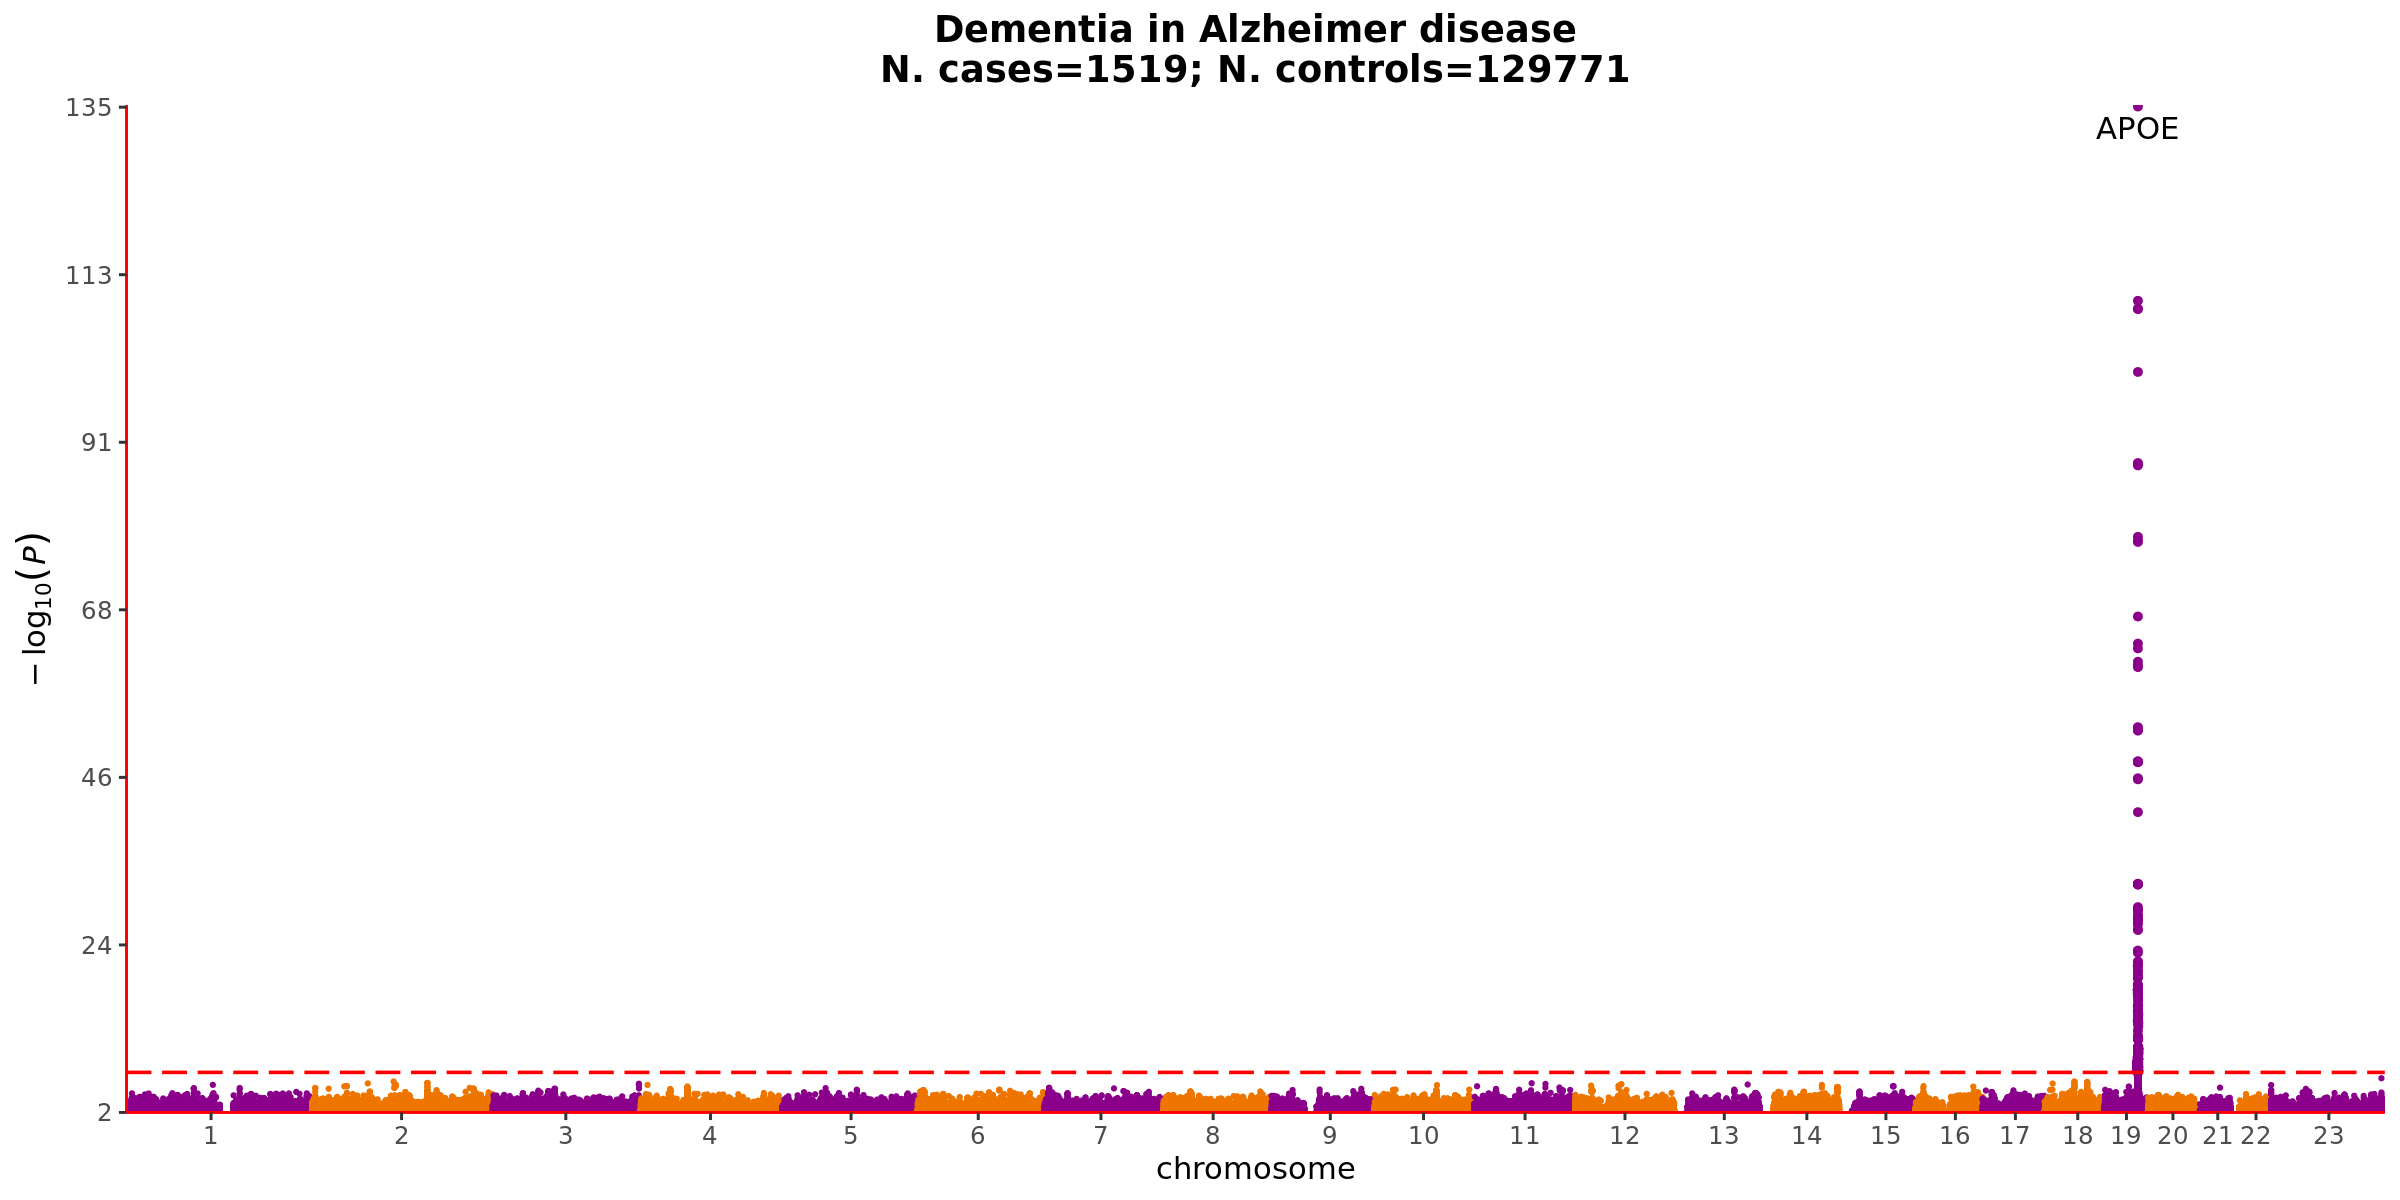 Dementia in Alzheimer disease
N. cases=1519; N. controls=129771
135
APOE
113
91
68
46
24
2
−log10(P)
1 2 3 4 5 6 7 8 9 10 11 12 13 14 15 16 17 18 19 20 21 22 23
chromosome